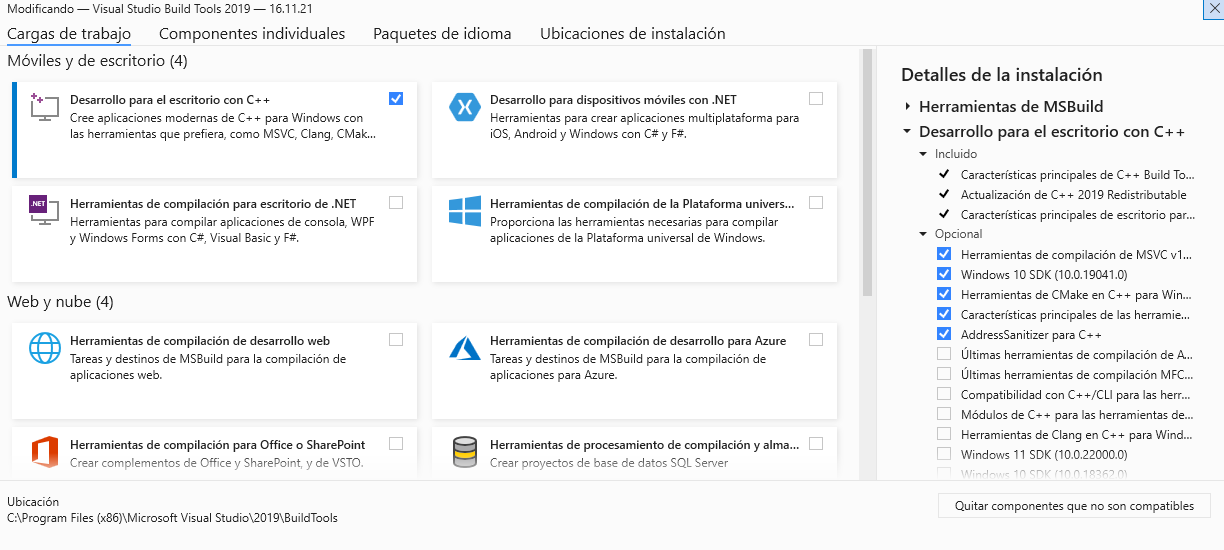 Modificando — Visual Studio Build Tools 2019 — 16.11.21
Cargas de trabajo
Componentes individuales
Paquetes de idioma
Ubicaciones de instalación
Móviles y de escritorio (4)
Desarrollo para el escritorio con C++
Cree aplicaciones modernas de C++ para Windows con
las herramientas que prefiera, como MSVC, Clang, CMak...
Desarrollo para dispositivos móviles con .NET
Herramientas para crear aplicaciones multiplataforma para
iOS, Android y Windows con C# y F#.
.NET
Herramientas de compilación para escritorio de .NET
Herramientas para compilar aplicaciones de consola, WPF
y Windows Forms con C#, Visual Basic y F#.
Herramientas de compilación de la Plataforma univers...
Proporciona las herramientas necesarias para compilar
aplicaciones de la Plataforma universal de Windows.
Web y nube (4)
Herramientas de compilación de desarrollo web
Tareas y destinos de MSBuild para la compilación de
aplicaciones web.
Herramientas de compilación de desarrollo para Azure
Tareas y destinos de MSBuild para la compilación de
aplicaciones para Azure.
Herramientas de compilación para Office o SharePoint
Crear complementos de Office y SharePoint, y de VSTO.
Herramientas de procesamiento de compilación y alma...
Crear proyectos de base de datos SQL Server
Detalles de la instalación
Herramientas de MSBuild
Desarrollo para el escritorio con C++
Incluido
Características principales de C++ Build To...
Actualización de C++ 2019 Redistributable
Características principales de escritorio par...
Opcional
Herramientas de compilación de MSVC v1...
Windows 10 SDK (10.0.19041.0)
Herramientas de CMake en C++ para Win...
Características principales de las herramie...
AddressSanitizer para C++
Últimas herramientas de compilación de A...
Últimas herramientas de compilación MFC...
Compatibilidad con C++/CLI para las herr...
Módulos de C++ para las herramientas de...
Herramientas de Clang en C++ para Wind...
Windows 11 SDK (10.0.22000.0)
Windows 10 SDK (10.0.18362.0)
Ubicación
C:\Program Files (x86)\Microsoft Visual Studio\2019\BuildTools
Quitar componentes que no son compatibles